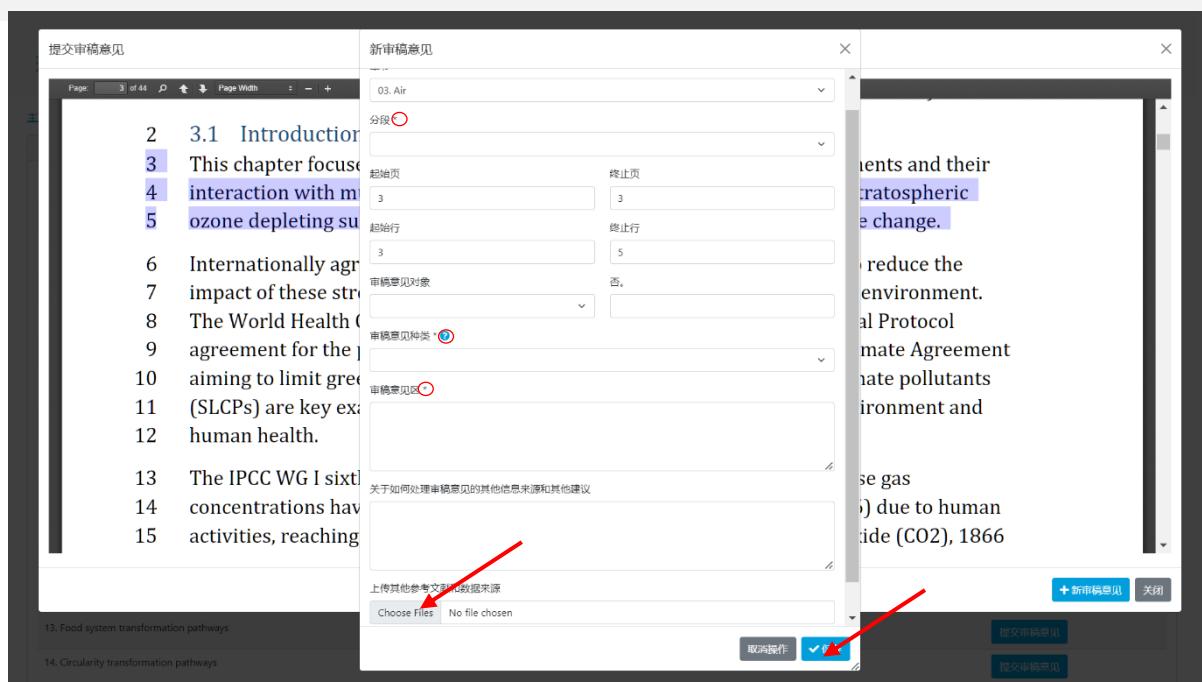 提交审稿意见
新审稿意见
Page: 3 of 44 Page Width
03. Air
分段 *
起始页 终止页
3 3
起始行 终止行
3 5
审稿意见对象 否。
审稿意见种类 * ?
审稿意见区 *
关于如何处理审稿意见的其他信息来源和其他建议
上传其他参考文献和数据来源
Choose Files No file chosen
取消操作
2 3.1 Introduction
3 This chapter focuse ents and their
4 interaction with mu tratospheric
5 ozone depleting su e change.
6 Internationally agr reduce the
7 impact of these stre environment.
8 The World Health al Protocol
9 agreement for the mate Agreement
10 aiming to limit gree ate pollutants
11 (SLCPs) are key exa ironment and
12 human health.
13 The IPCC WG I sixt se gas
14 concentrations hav ) due to human
15 activities, reaching ide (CO2), 1866
+ 新审稿意见 关闭
13. Food system transformation pathways 提交审稿意见
14. Circularity transformation pathways 提交审稿意见